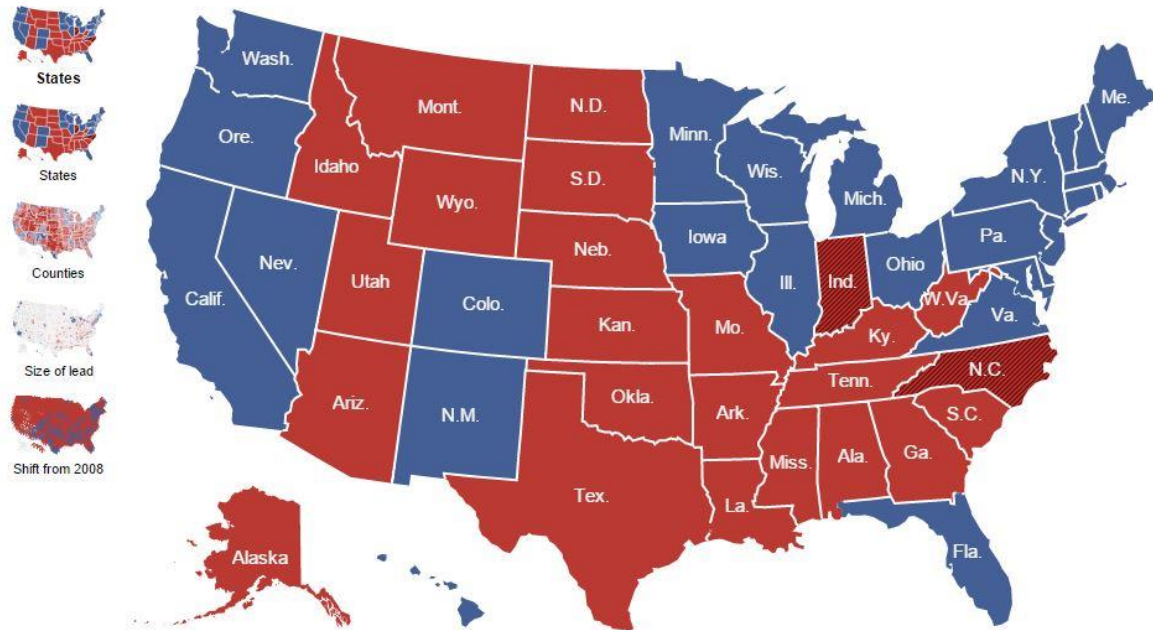 States
States
Counties
Size of lead
Shift from 2008
Wash.
Ore.
Calif.
Nev.
Idaho
Mont.
Wyo.
Utah
Colo.
Ariz.
N.M.
N.D.
S.D.
Neb.
Kan.
Okla.
Tex.
Minn.
Iowa
Mo.
Ark.
La.
Wis.
Ill.
Mich.
Ind.
Ohio
Ky.
Tenn.
Miss.
Ala.
Ga.
Fla.
S.C.
N.C.
Va.
W.Va.
Pa.
N.Y.
Me.
Alaska